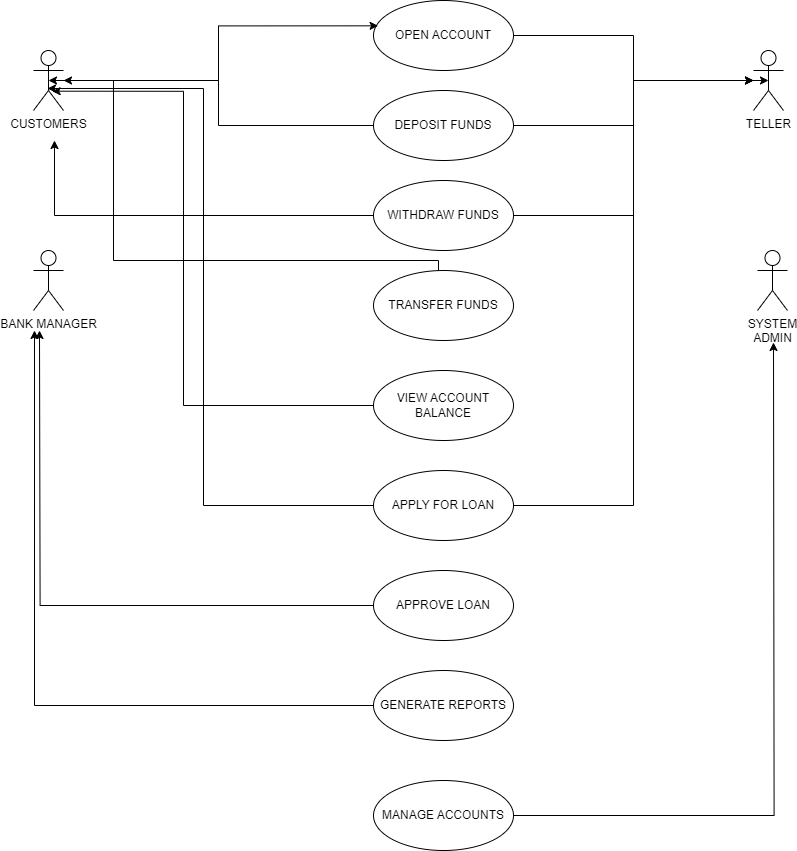 OPEN ACCOUNT
CUSTOMERS
DEPOSIT FUNDS
TELLER
WITHDRAW FUNDS
TRANSFER FUNDS
BANK MANAGER
SYSTEM
ADMIN
VIEW ACCOUNT
BALANCE
APPLY FOR LOAN
APPROVE LOAN
GENERATE REPORTS
MANAGE ACCOUNTS